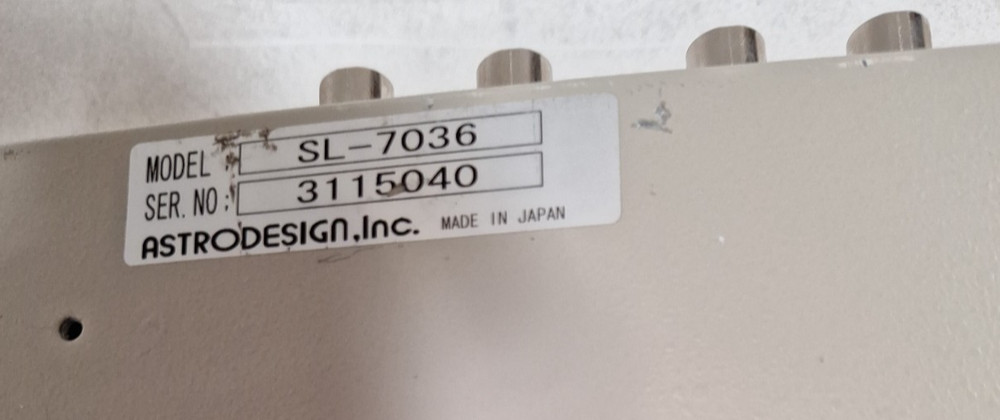 MODEL : SL-7036
SER. NO : 3115040
ASTRODESIGN,Inc. MADE IN JAPAN